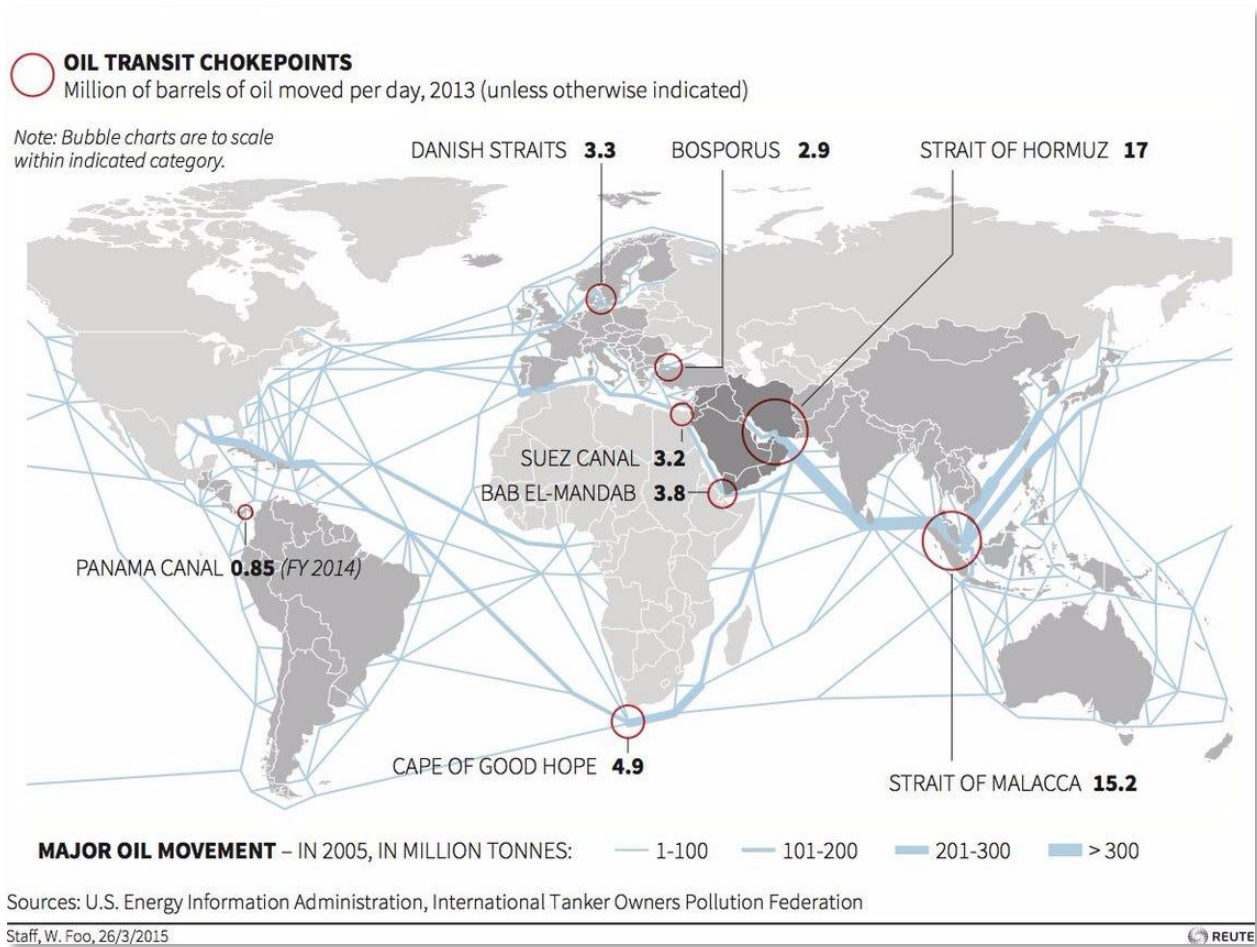 OIL TRANSIT CHOKEPOINTS
Million of barrels of oil moved per day, 2013 (unless otherwise indicated)
Note: Bubble charts are to scale
within indicated category.
DANISH STRAITS 3.3
BOSPORUS 2.9
STRAIT OF HORMUZ 17
SUEZ CANAL 3.2
BAB EL-MANDAB 3.8
PANAMA CANAL 0.85 (FY 2014)
CAPE OF GOOD HOPE 4.9
STRAIT OF MALACCA 15.2
MAJOR OIL MOVEMENT – IN 2005, IN MILLION TONNES: 1-100 101-200 201-300 > 300
Sources: U.S. Energy Information Administration, International Tanker Owners Pollution Federation
Staff, W. Foo, 26/3/2015
REUTE